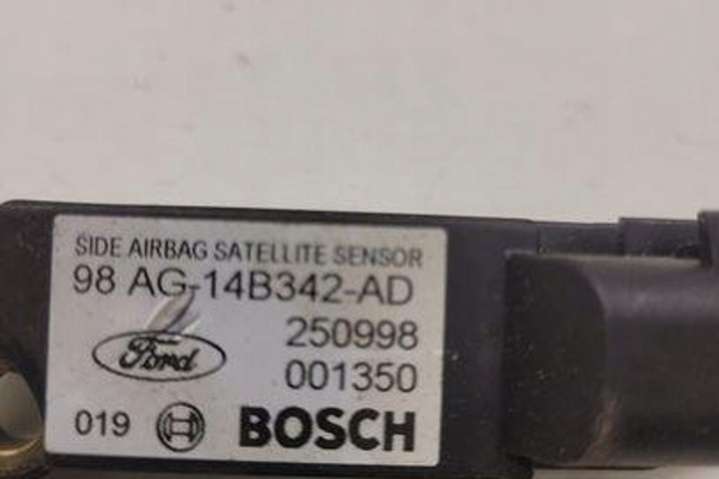 SIDE AIRBAG SATELLITE SENSOR
98 AG-14B342-AD
250998
Ford
001350
019 BOSCH